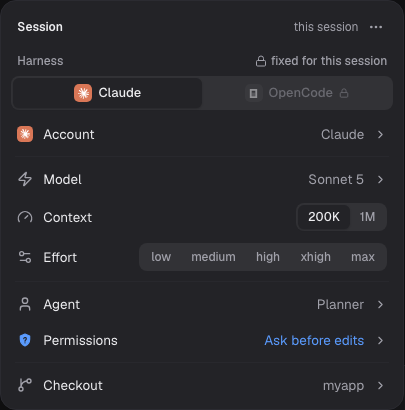 Session this session
Harness fixed for this session
Claude OpenCode
Account Claude
Model Sonnet 5
Context 200K 1M
Effort low medium high xhigh max
Agent Planner
Permissions Ask before edits
Checkout myapp